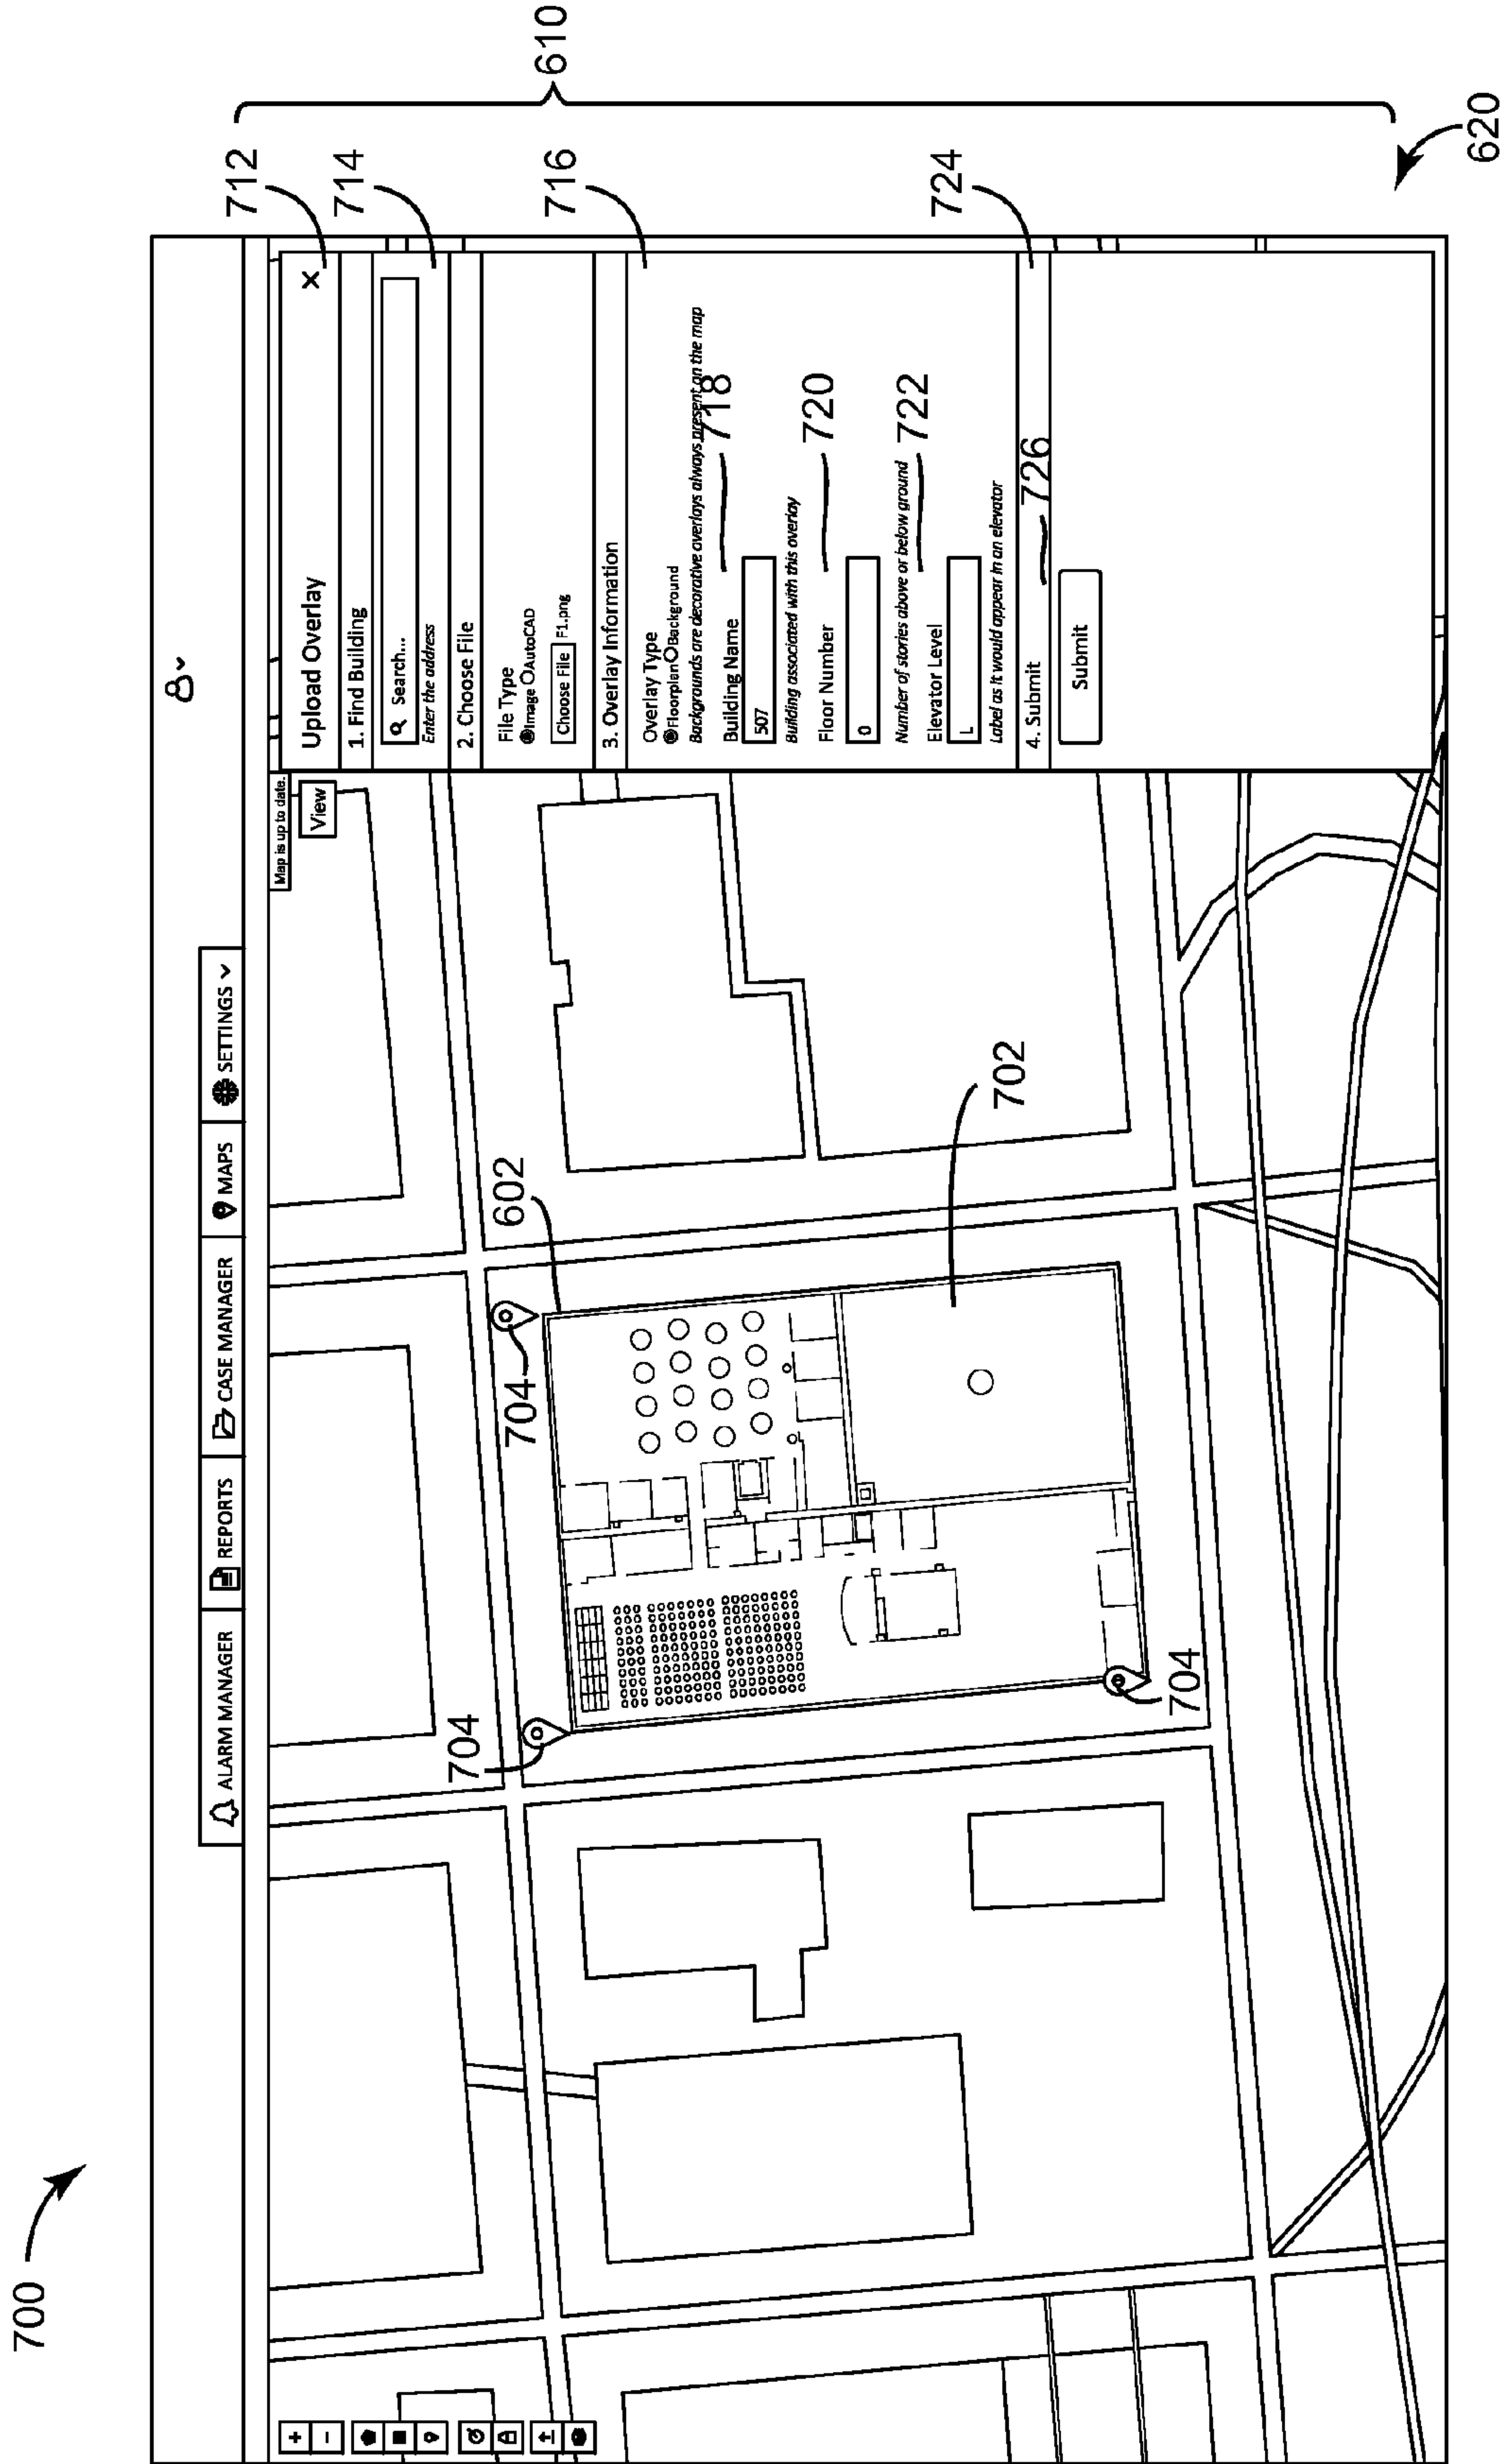 700
ALARM MANAGER REPORTS CASE MANAGER MAPS SETTINGS
Map is up to date.
View
+
-
704
704
602
702
704
Upload Overlay X
712
1. Find Building
Search...
714
Enter the address
2. Choose File
File Type
Image AutoCAD
Choose File F1.png
3. Overlay Information
716
Overlay Type
Floorplan Background
Backgrounds are decorative overlays always present on the map
Building Name
718
507
Building associated with this overlay
Floor Number
720
0
Number of stories above or below ground
Elevator Level
722
L
Label as it would appear in an elevator
4. Submit
724
726
Submit
610
620